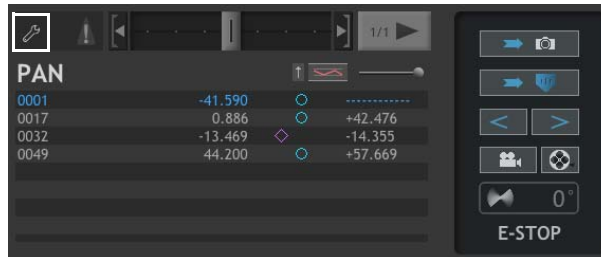 1/1
PAN
0001 -41.590 ------------
0017 0.886 +42.476
0032 -13.469 -14.355
0049 44.200 +57.669
0°
E-STOP